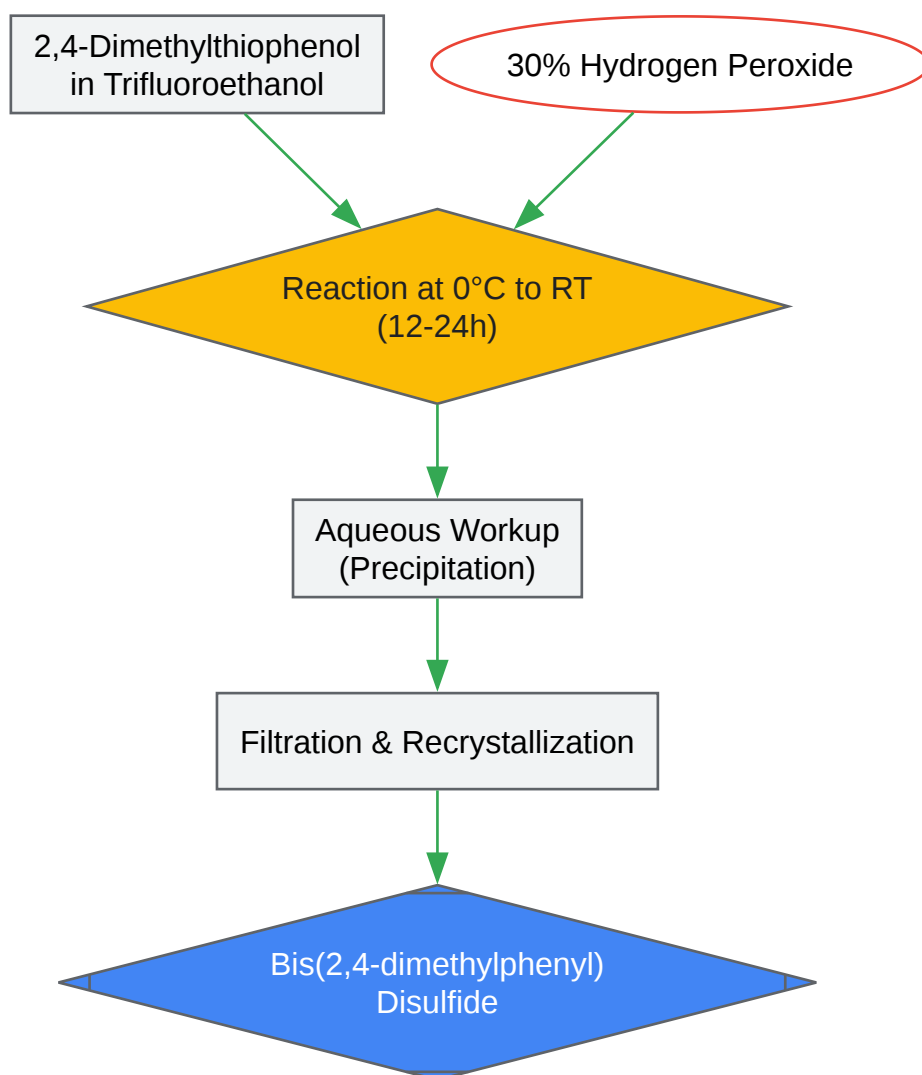 2,4-Dimethylthiophenol
in Trifluoroethanol
30% Hydrogen Peroxide
Reaction at 0°C to RT
(12-24h)
Aqueous Workup
(Precipitation)
Filtration & Recrystallization
Bis(2,4-dimethylphenyl)
Disulfide